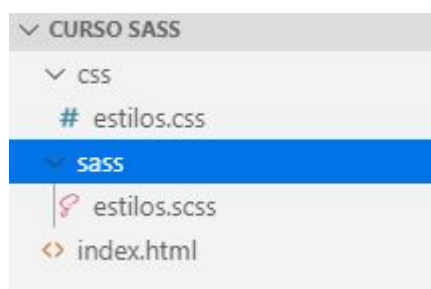 CURSO SASS
css
# estilos.css
sass
estilos.scss
<> index.html